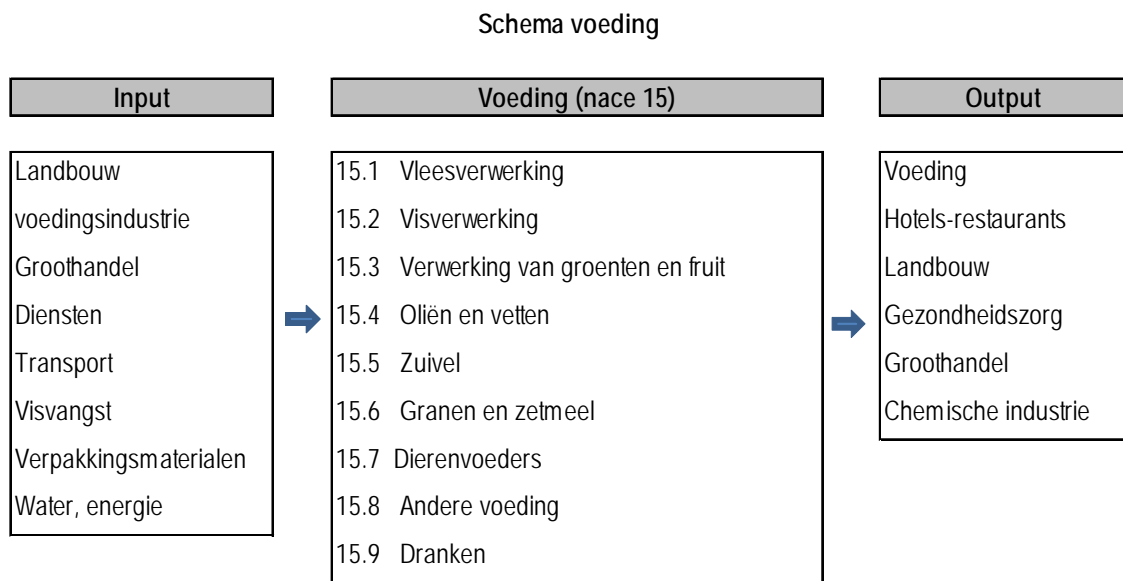 Schema voeding
Input
Voeding (nace 15)
Output
Landbouw
voedingsindustrie
Groothandel
Diensten
Transport
Visvangst
Verpakkingsmaterialen
Water, energie
15.1 Vleesverwerking
15.2 Visverwerking
15.3 Verwerking van groenten en fruit
15.4 Oliën en vetten
15.5 Zuivel
15.6 Granen en zetmeel
15.7 Dierenvoeders
15.8 Andere voeding
15.9 Dranken
Voeding
Hotels-restaurants
Landbouw
Gezondheidszorg
Groothandel
Chemische industrie